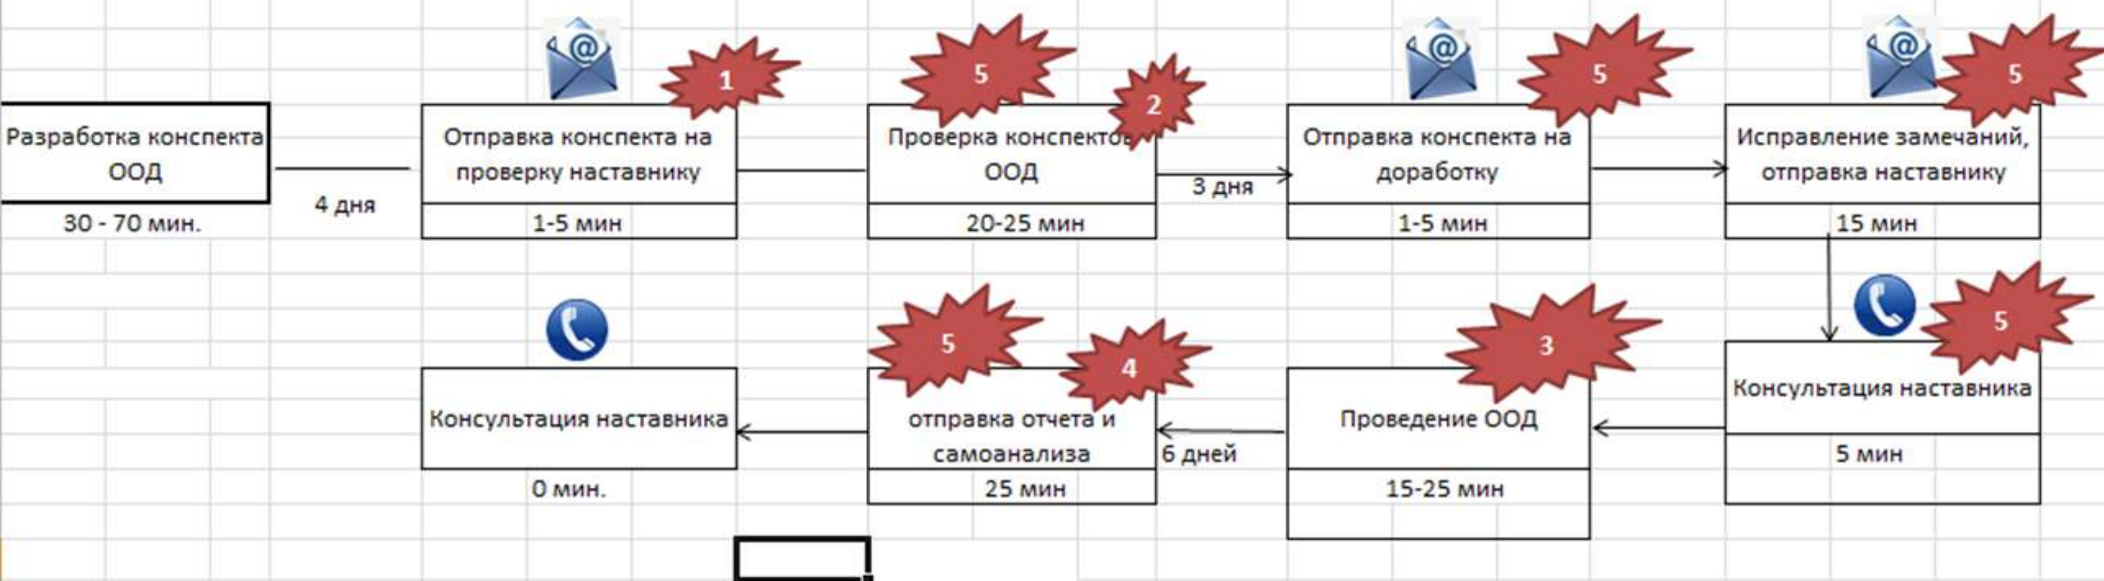 1
5
2
5
5
Разработка конспекта
ООД
30 - 70 мин.
4 дня
Отправка конспекта на
проверку наставнику
1-5 мин
Проверка конспектов
ООД
20-25 мин
3 дня
Отправка конспекта на
доработку
1-5 мин
Исправление замечаний,
отправка наставнику
15 мин
5
4
3
5
Консультация наставника
0 мин.
отправка отчета и
самоанализа
25 мин
6 дней
Проведение ООД
15-25 мин
Консультация наставника
5 мин